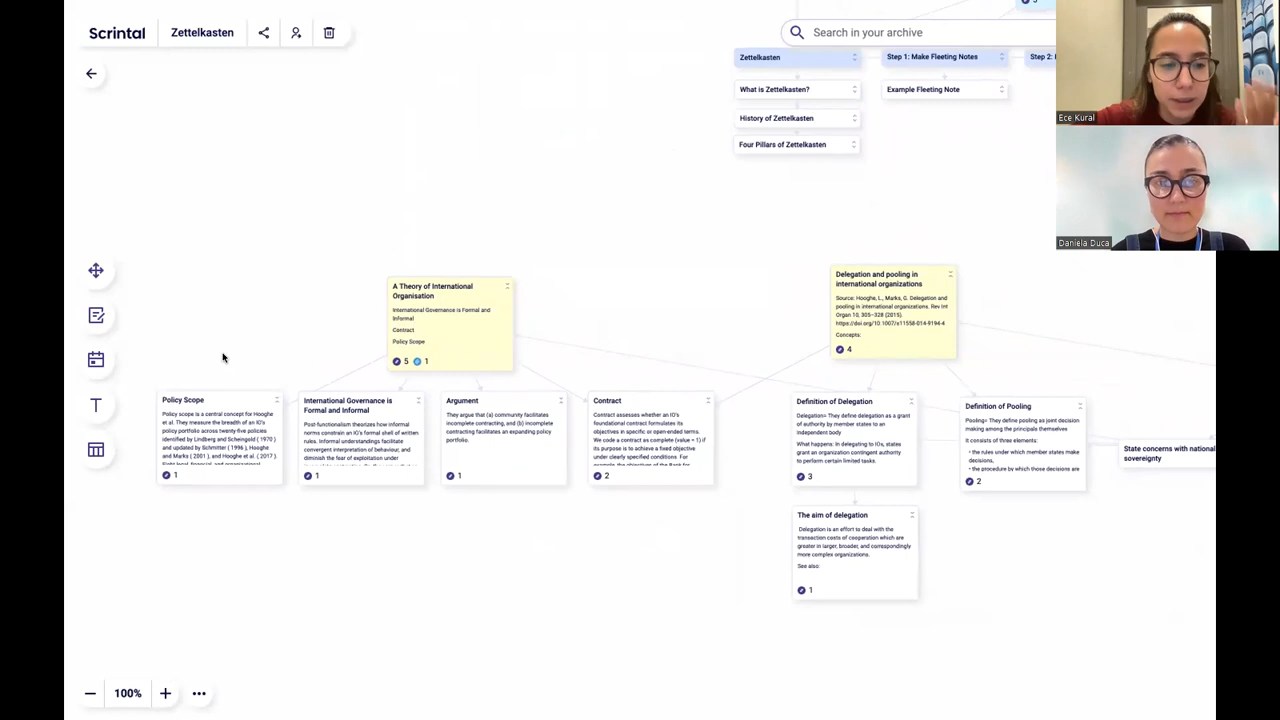 Scrintal
Zettelkasten
Search in your archive
Zettelkasten
Step 1: Make Fleeting Notes
Step 2:
What is Zettelkasten?
Example Fleeting Note
History of Zettelkasten
Four Pillars of Zettelkasten
Ece Kural
Daniela Duca
A Theory of International
Organisation
International Governance is Formal and
Informal
Contract
Policy Scope
5 1
Delegation and pooling in
international organizations
Source: Hooghe, L., Marks, G. Delegation and
pooling in international organizations. Rev Int
Organ 10, 305–328 (2015).
https://doi.org/10.1007/s11558-014-9194-4
Concepts:
4
Policy Scope
Policy scope is a central concept for Hooghe
et al. They measure the breadth of an IO's
policy portfolio across twenty five policies
identified by Lindberg and Scheingold ( 1970 )
and updated by Schmitter ( 1996 ), Hooghe
and Marks ( 2001 ), and Hooghe et al. ( 2017 ).
1
International Governance is
Formal and Informal
Post-functionalism theorizes how informal
norms constrain an IO's formal shell of written
rules. Informal understandings facilitate
convergent interpretation of behaviour, and
diminish the fear of exploitation under
1
Argument
They argue that (a) community facilitates
incomplete contracting, and (b) incomplete
contracting facilitates an expanding policy
portfolio.
1
Contract
Contract assesses whether an IO's
foundational contract formulates its
objectives in specific or open-ended terms.
We code a contract as complete (value = 1) if
its purpose is to achieve a fixed objective
under clearly specified conditions. For
example, the objectives of the Bank for
2
Definition of Delegation
Delegation= They define delegation as a grant
of authority by member states to an
independent body
What happens: In delegating to IOs, states
grant an organization contingent authority
to perform certain limited tasks.
3
Definition of Pooling
Pooling= They define pooling as joint decision
making among the principals themselves
It consists of three elements:
• the rules under which member states make
decisions,
• the procedure by which those decisions are
2
State concerns with national
sovereignty
The aim of delegation
Delegation is an effort to deal with the
transaction costs of cooperation which are
greater in larger, broader, and correspondingly
more complex organizations.
See also:
1
100%